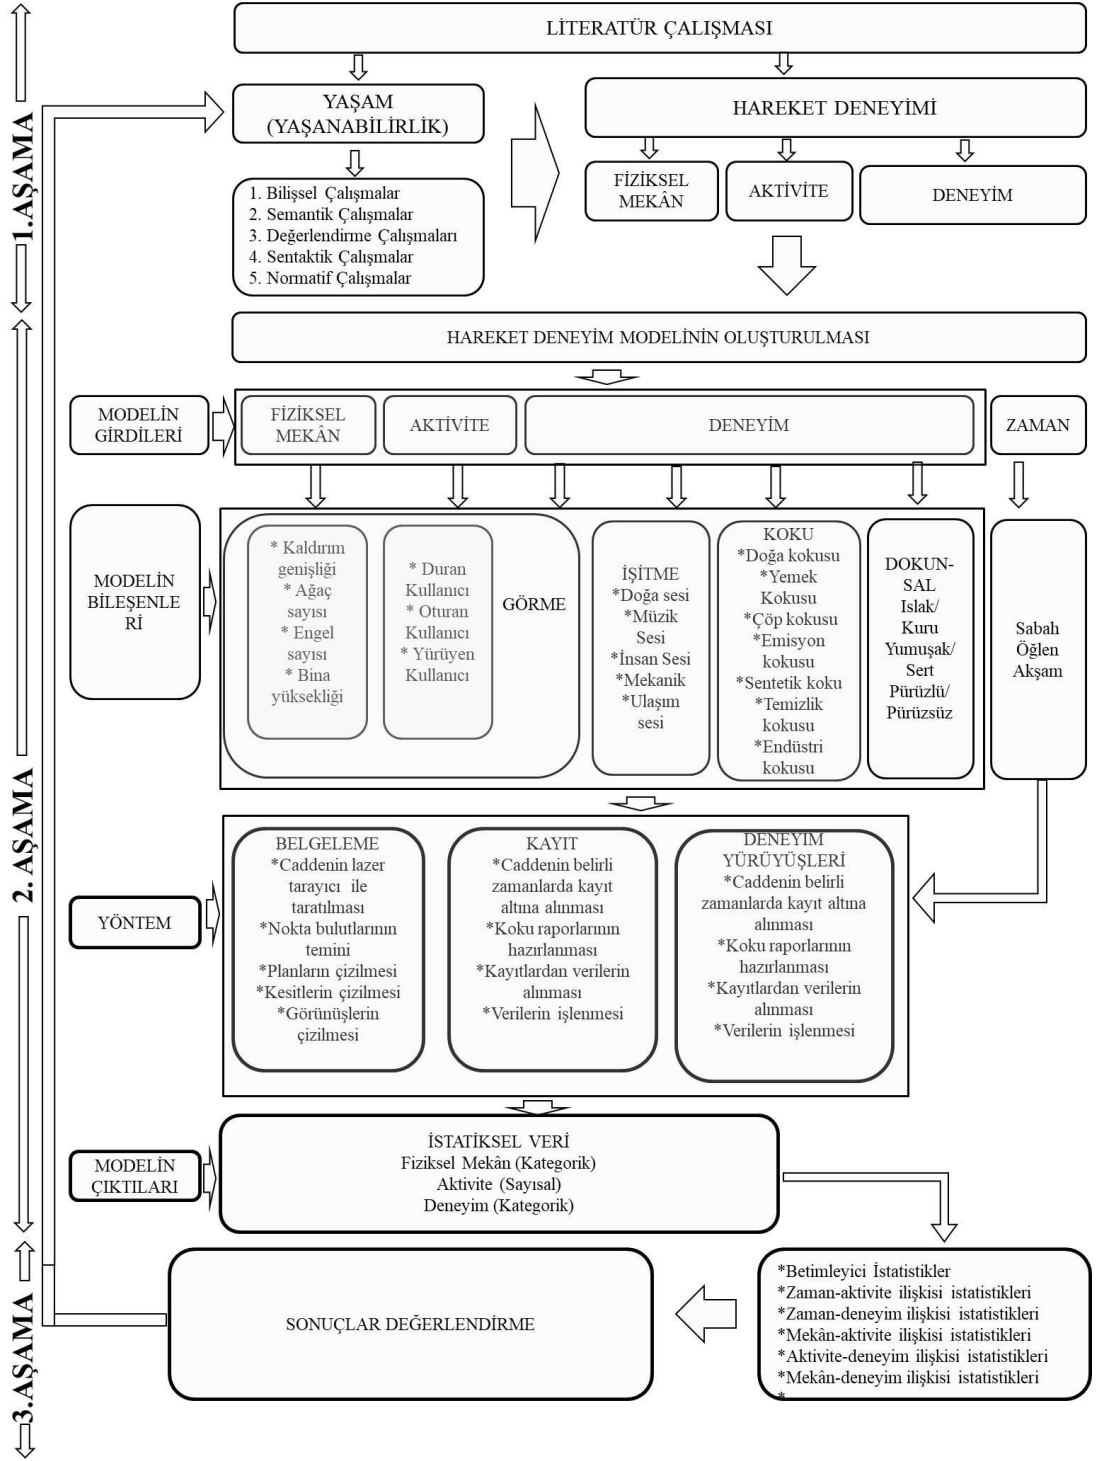 LİTERATÜR ÇALIŞMASI
1.AŞAMA
YAŞAM
(YAŞANABİLİRLİK)
HAREKET DENEYİMİ
1. Bilişsel Çalışmalar
2. Semantik Çalışmalar
3. Değerlendirme Çalışmaları
4. Sentaktik Çalışmalar
5. Normatif Çalışmalar
FİZİKSEL
MEKÂN
AKTİVİTE
DENEYİM
HAREKET DENEYİM MODELİNİN OLUŞTURULMASI
2. AŞAMA
MODELİN
GİRDİLERİ
FİZİKSEL
MEKÂN
AKTİVİTE
DENEYİM
ZAMAN
MODELİN
BİLEŞENLE
Rİ
* Kaldırım
genişliği
* Ağaç
sayısı
* Engel
sayısı
* Bina
yüksekliği
* Duran
Kullanıcı
* Oturan
Kullanıcı
* Yürüyen
Kullanıcı
GÖRME
İŞİTME
*Doğa sesi
*Müzik
Sesi
*İnsan Sesi
*Mekanik
*Ulaşım
sesi
KOKU
*Doğa kokusu
*Yemek
Kokusu
*Çöp kokusu
*Emisyon
kokusu
*Sentetik koku
*Temizlik
kokusu
*Endüstri
kokusu
DOKUN-
SAL
Islak/
Kuru
Yumuşak/
Sert
Pürüzlü/
Pürüzsüz
Sabah
Öğlen
Akşam
YÖNTEM
BELGELEME
*Caddenin lazer
tarayıcı ile
taratılması
*Nokta bulutlarının
temini
*Planların çizilmesi
*Kesitlerin çizilmesi
*Görünüşlerin
çizilmesi
KAYIT
*Caddenin belirli
zamanlarda kayıt
altına alınması
*Koku raporlarının
hazırlanması
*Kayıtlardan verilerin
alınması
*Verilerin işlenmesi
DENEYİM
YÜRÜYÜŞLERİ
*Caddenin belirli
zamanlarda kayıt altına
alınması
*Koku raporlarının
hazırlanması
*Kayıtlardan verilerin
alınması
*Verilerin işlenmesi
MODELİN
ÇIKTILARI
İSTATİKSEL VERİ
Fiziksel Mekân (Kategorik)
Aktivite (Sayısal)
Deneyim (Kategorik)
3.AŞAMA
SONUÇLAR DEĞERLENDİRME
*Betimleyici İstatistikler
*Zaman-aktivite ilişkisi istatistikleri
*Zaman-deneyim ilişkisi istatistikleri
*Mekân-aktivite ilişkisi istatistikleri
*Aktivite-deneyim ilişkisi istatistikleri
*Mekân-deneyim ilişkisi istatistikleri
*